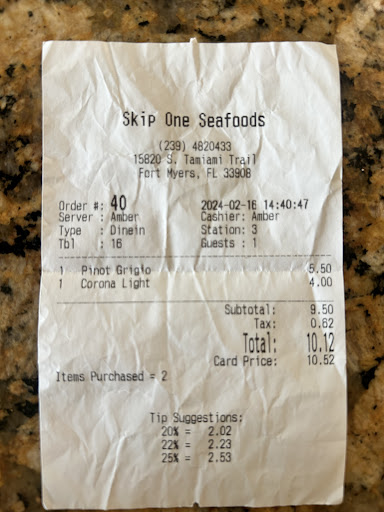 Skip One Seafoods
(239) 4820433
15820 S. Tamiami Trail
Fort Myers, FL 33908
Order #: 40 2024-02-16 14:40:47
Server : Amber Cashier: Amber
Type : Dinein Station: 3
Tbl : 16 Guests : 1
1 Pinot Grigio 5.50
1 Corona Light 4.00
Subtotal: 9.50
Tax: 0.62
Total: 10.12
Card Price: 10.52
Items Purchased = 2
Tip Suggestions:
20% = 2.02
22% = 2.23
25% = 2.53